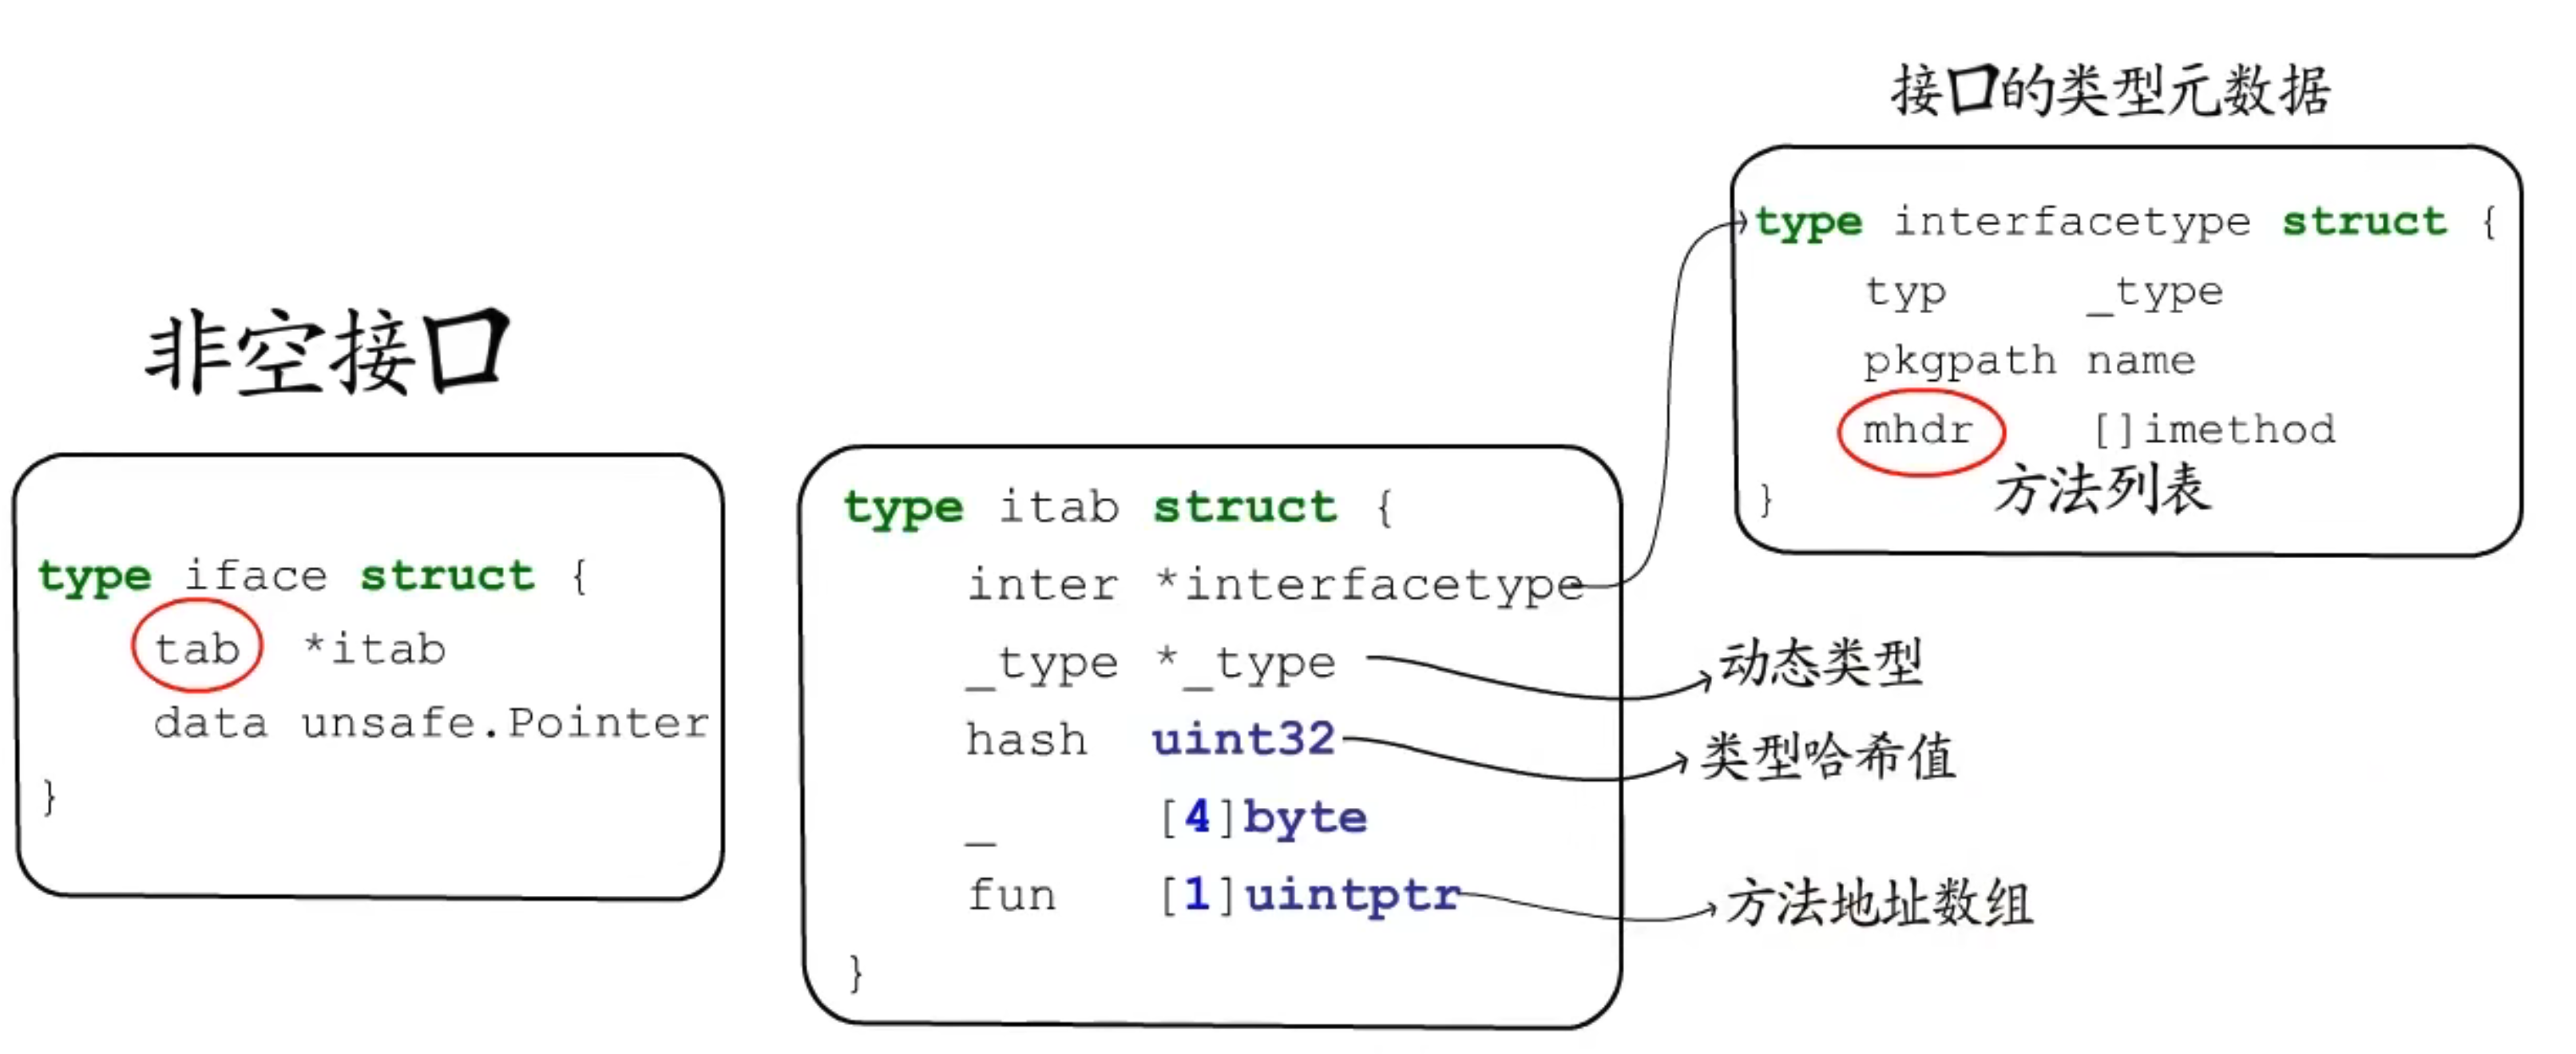 非空接口
type iface struct {
tab *itab
data unsafe.Pointer
}
type itab struct {
inter *interfacetype
_type *_type
hash uint32
_ [4]byte
fun [1]uintptr
}
动态类型
类型哈希值
方法地址数组
接口的类型元数据
type interfacetype struct {
typ _type
pkgpath name
mhdr []imethod
方法列表
}